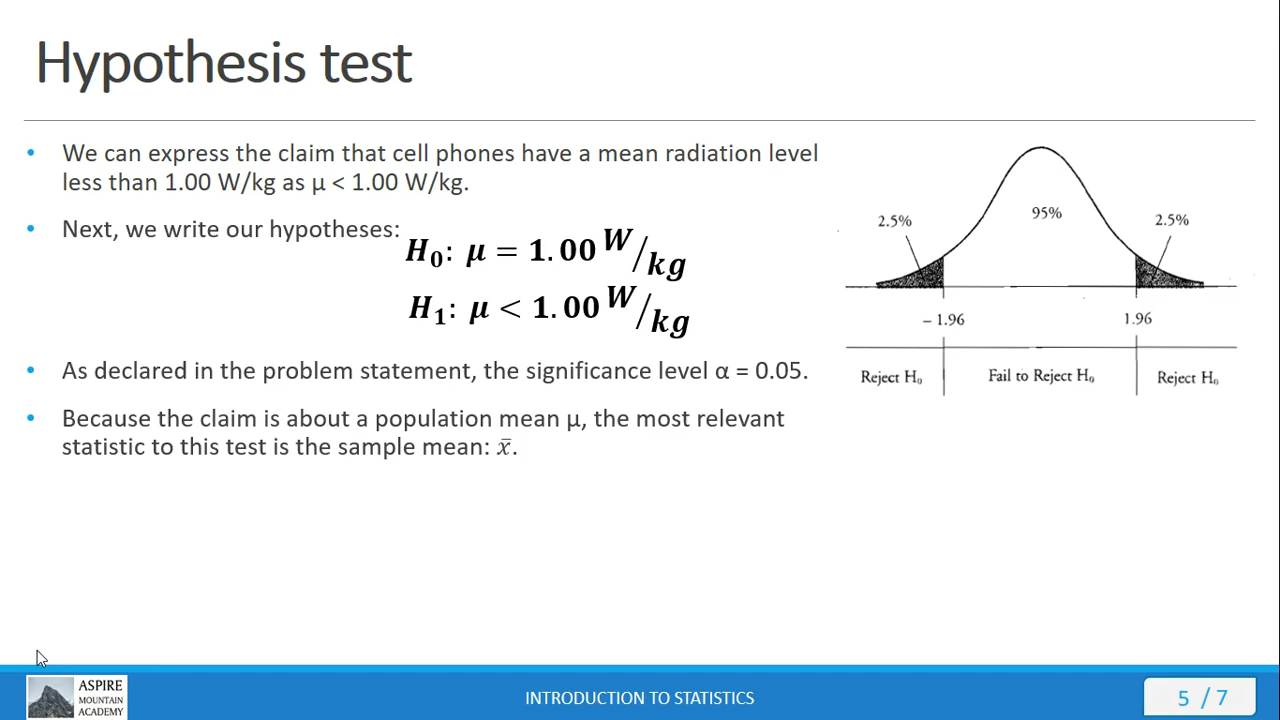 Hypothesis test
• We can express the claim that cell phones have a mean radiation level
less than 1.00 W/kg as μ < 1.00 W/kg.
• Next, we write our hypotheses:
H₀: μ = 1.00 W/kg
H₁: μ < 1.00 W/kg
• As declared in the problem statement, the significance level α = 0.05.
• Because the claim is about a population mean μ, the most relevant
statistic to this test is the sample mean: x̄.
2.5% 95% 2.5%
– 1.96 1.96
Reject H₀ Fail to Reject H₀ Reject H₀
ASPIRE
MOUNTAIN
ACADEMY
INTRODUCTION TO STATISTICS
5 / 7